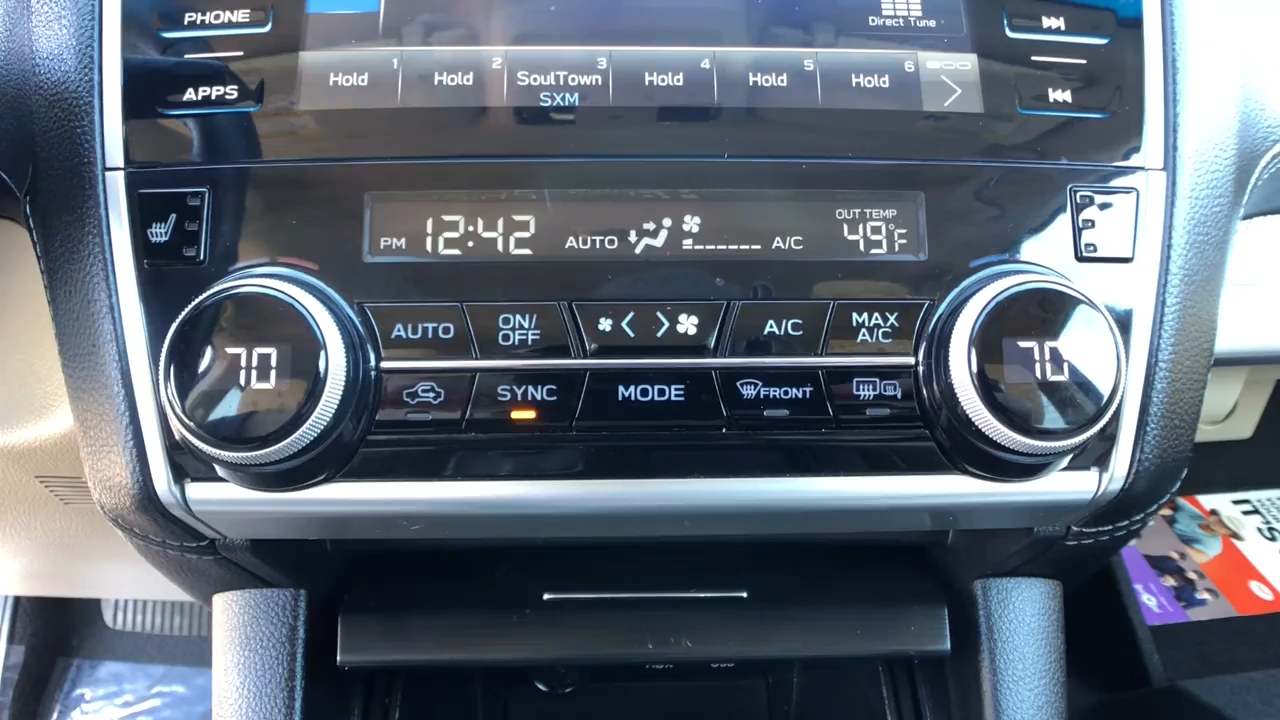 PHONE
Direct Tune
APPS
Hold 1
Hold 2
SoulTown 3
SXM
Hold 4
Hold 5
Hold 6
PM 12:42
AUTO
A/C
OUT TEMP
49°F
70
AUTO
ON/
OFF
A/C
MAX
A/C
70
SYNC
MODE
FRONT
IT'S